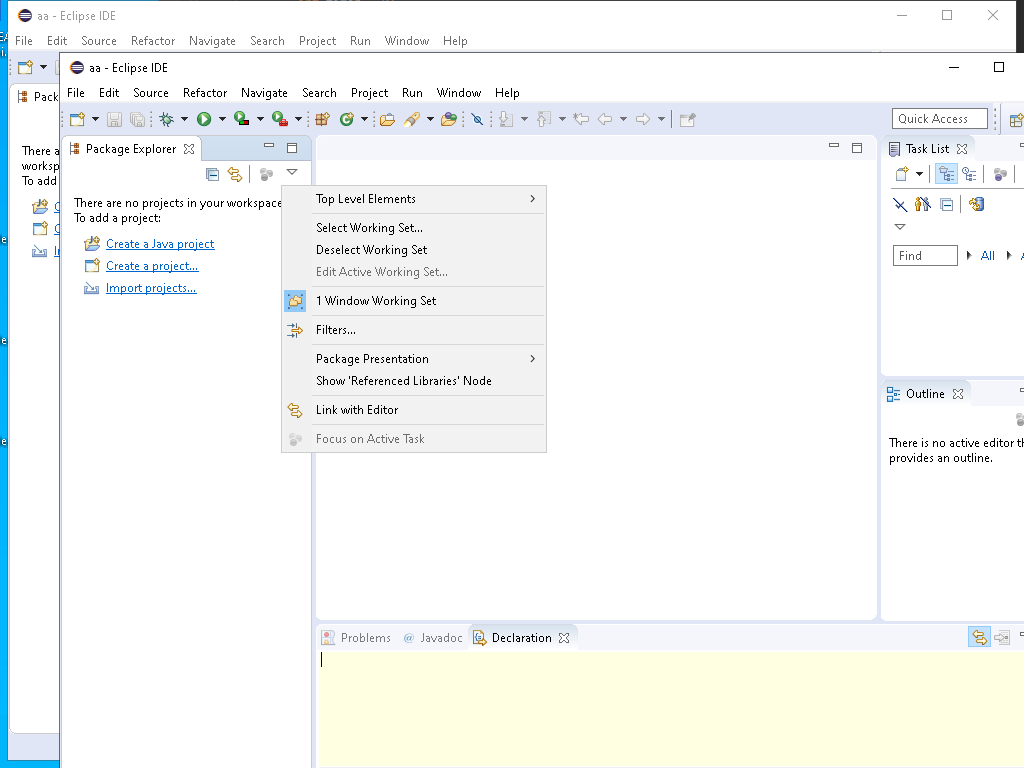 aa - Eclipse IDE
File Edit Source Refactor Navigate Search Project Run Window Help
aa - Eclipse IDE
File Edit Source Refactor Navigate Search Project Run Window Help
Quick Access
Pack
Package Explorer
Task List
There a
worksp
To add
There are no projects in your workspace
To add a project:
Create a Java project
Create a project...
Import projects...
Top Level Elements
Select Working Set...
Deselect Working Set
Edit Active Working Set...
1 Window Working Set
Filters...
Package Presentation
Show 'Referenced Libraries' Node
Link with Editor
Focus on Active Task
Find
All
Outline
There is no active editor th
provides an outline.
Problems @ Javadoc Declaration